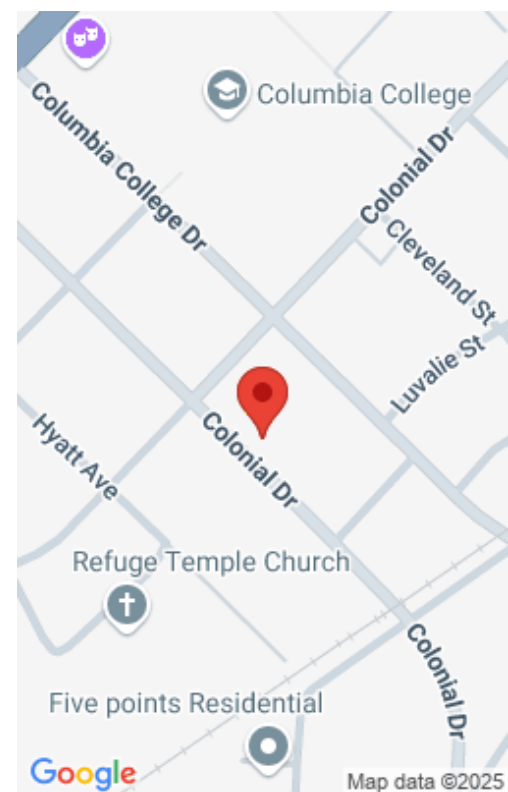 Columbia College
Columbia College Dr
Colonial Dr
Cleveland St
Luvalie St
Colonial Dr
Hyatt Ave
Refuge Temple Church
Colonial Dr
Five points Residential
Google
Map data ©2025